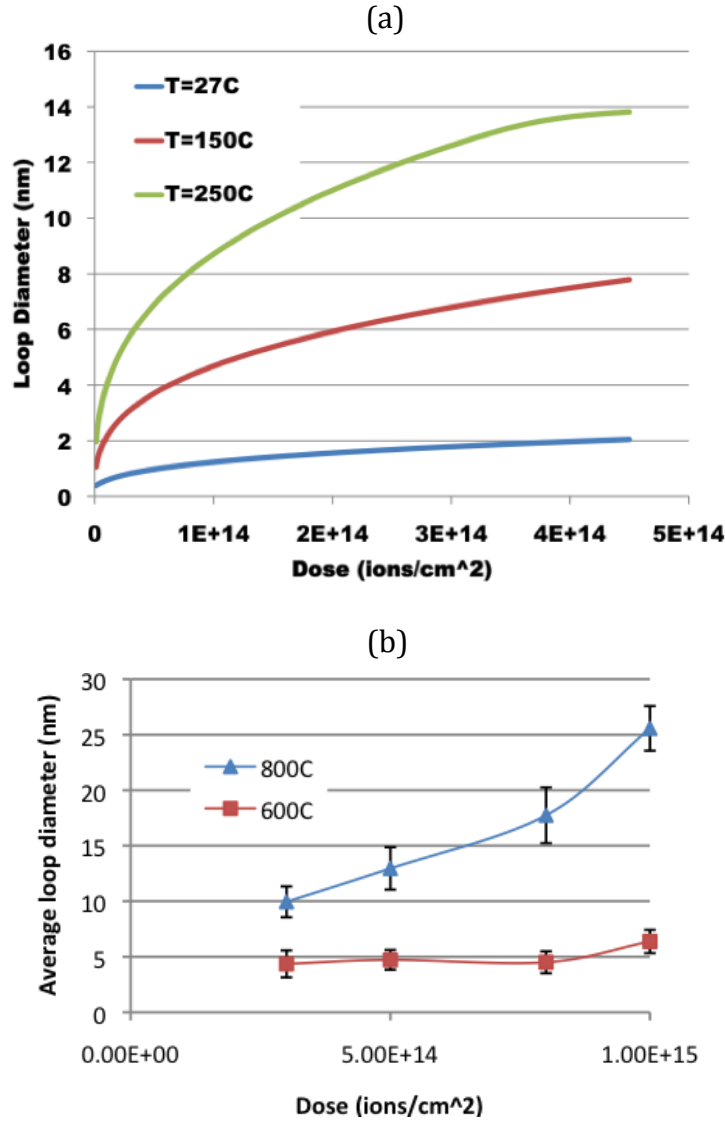 (a)
16
14
12
10
8
6
4
2
0
Loop Diameter (nm)
T=27C
T=150C
T=250C
0 1E+14 2E+14 3E+14 4E+14 5E+14
Dose (ions/cm^2)
(b)
30
25
20
15
10
5
0
Average loop diameter (nm)
800C
600C
0.00E+00 5.00E+14 1.00E+15
Dose (ions/cm^2)